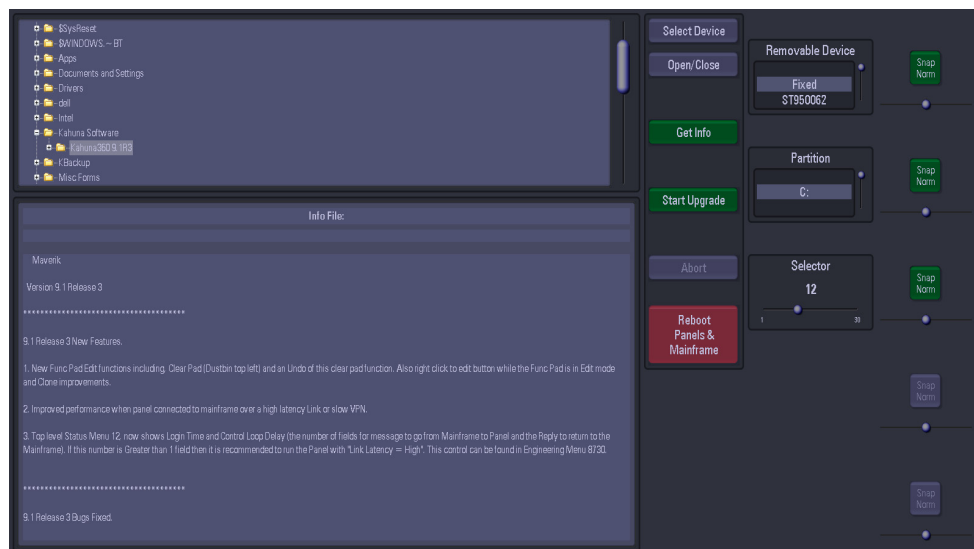 $SysReset
$WINDOWS.~BT
Apps
Documents and Settings
Drivers
dell
Intel
Kahuna Software
Kahuna360 9.1R3
KBackup
Misc Forms
Info File:
Maverik
Version 9.1 Release 3
***************************************
9.1 Release 3 New Features.
1. New Func Pad Edit functions including, Clear Pad (Dustbin top left) and an Undo of this clear pad function. Also right click to edit button while the Func Pad is in Edit mode
and Clone improvements.
2. Improved performance when panel connected to mainframe over a high latency Link or slow VPN.
3. Top level Status Menu 12, now shows Login Time and Control Loop Delay (the number of fields for message to go from Mainframe to Panel and the Reply to return to the
Mainframe). If this number is Greater than 1 field then it is recommended to run the Panel with "Link Latency = High". This control can be found in Engineering Menu 8730.
***************************************
9.1 Release 3 Bugs Fixed.
Select Device
Open/Close
Get Info
Start Upgrade
Abort
Reboot
Panels &
Mainframe
Removable Device
Fixed
ST950062
Partition
C:
Selector
12
1 39
Snap
Norm
Snap
Norm
Snap
Norm
Snap
Norm
Snap
Norm